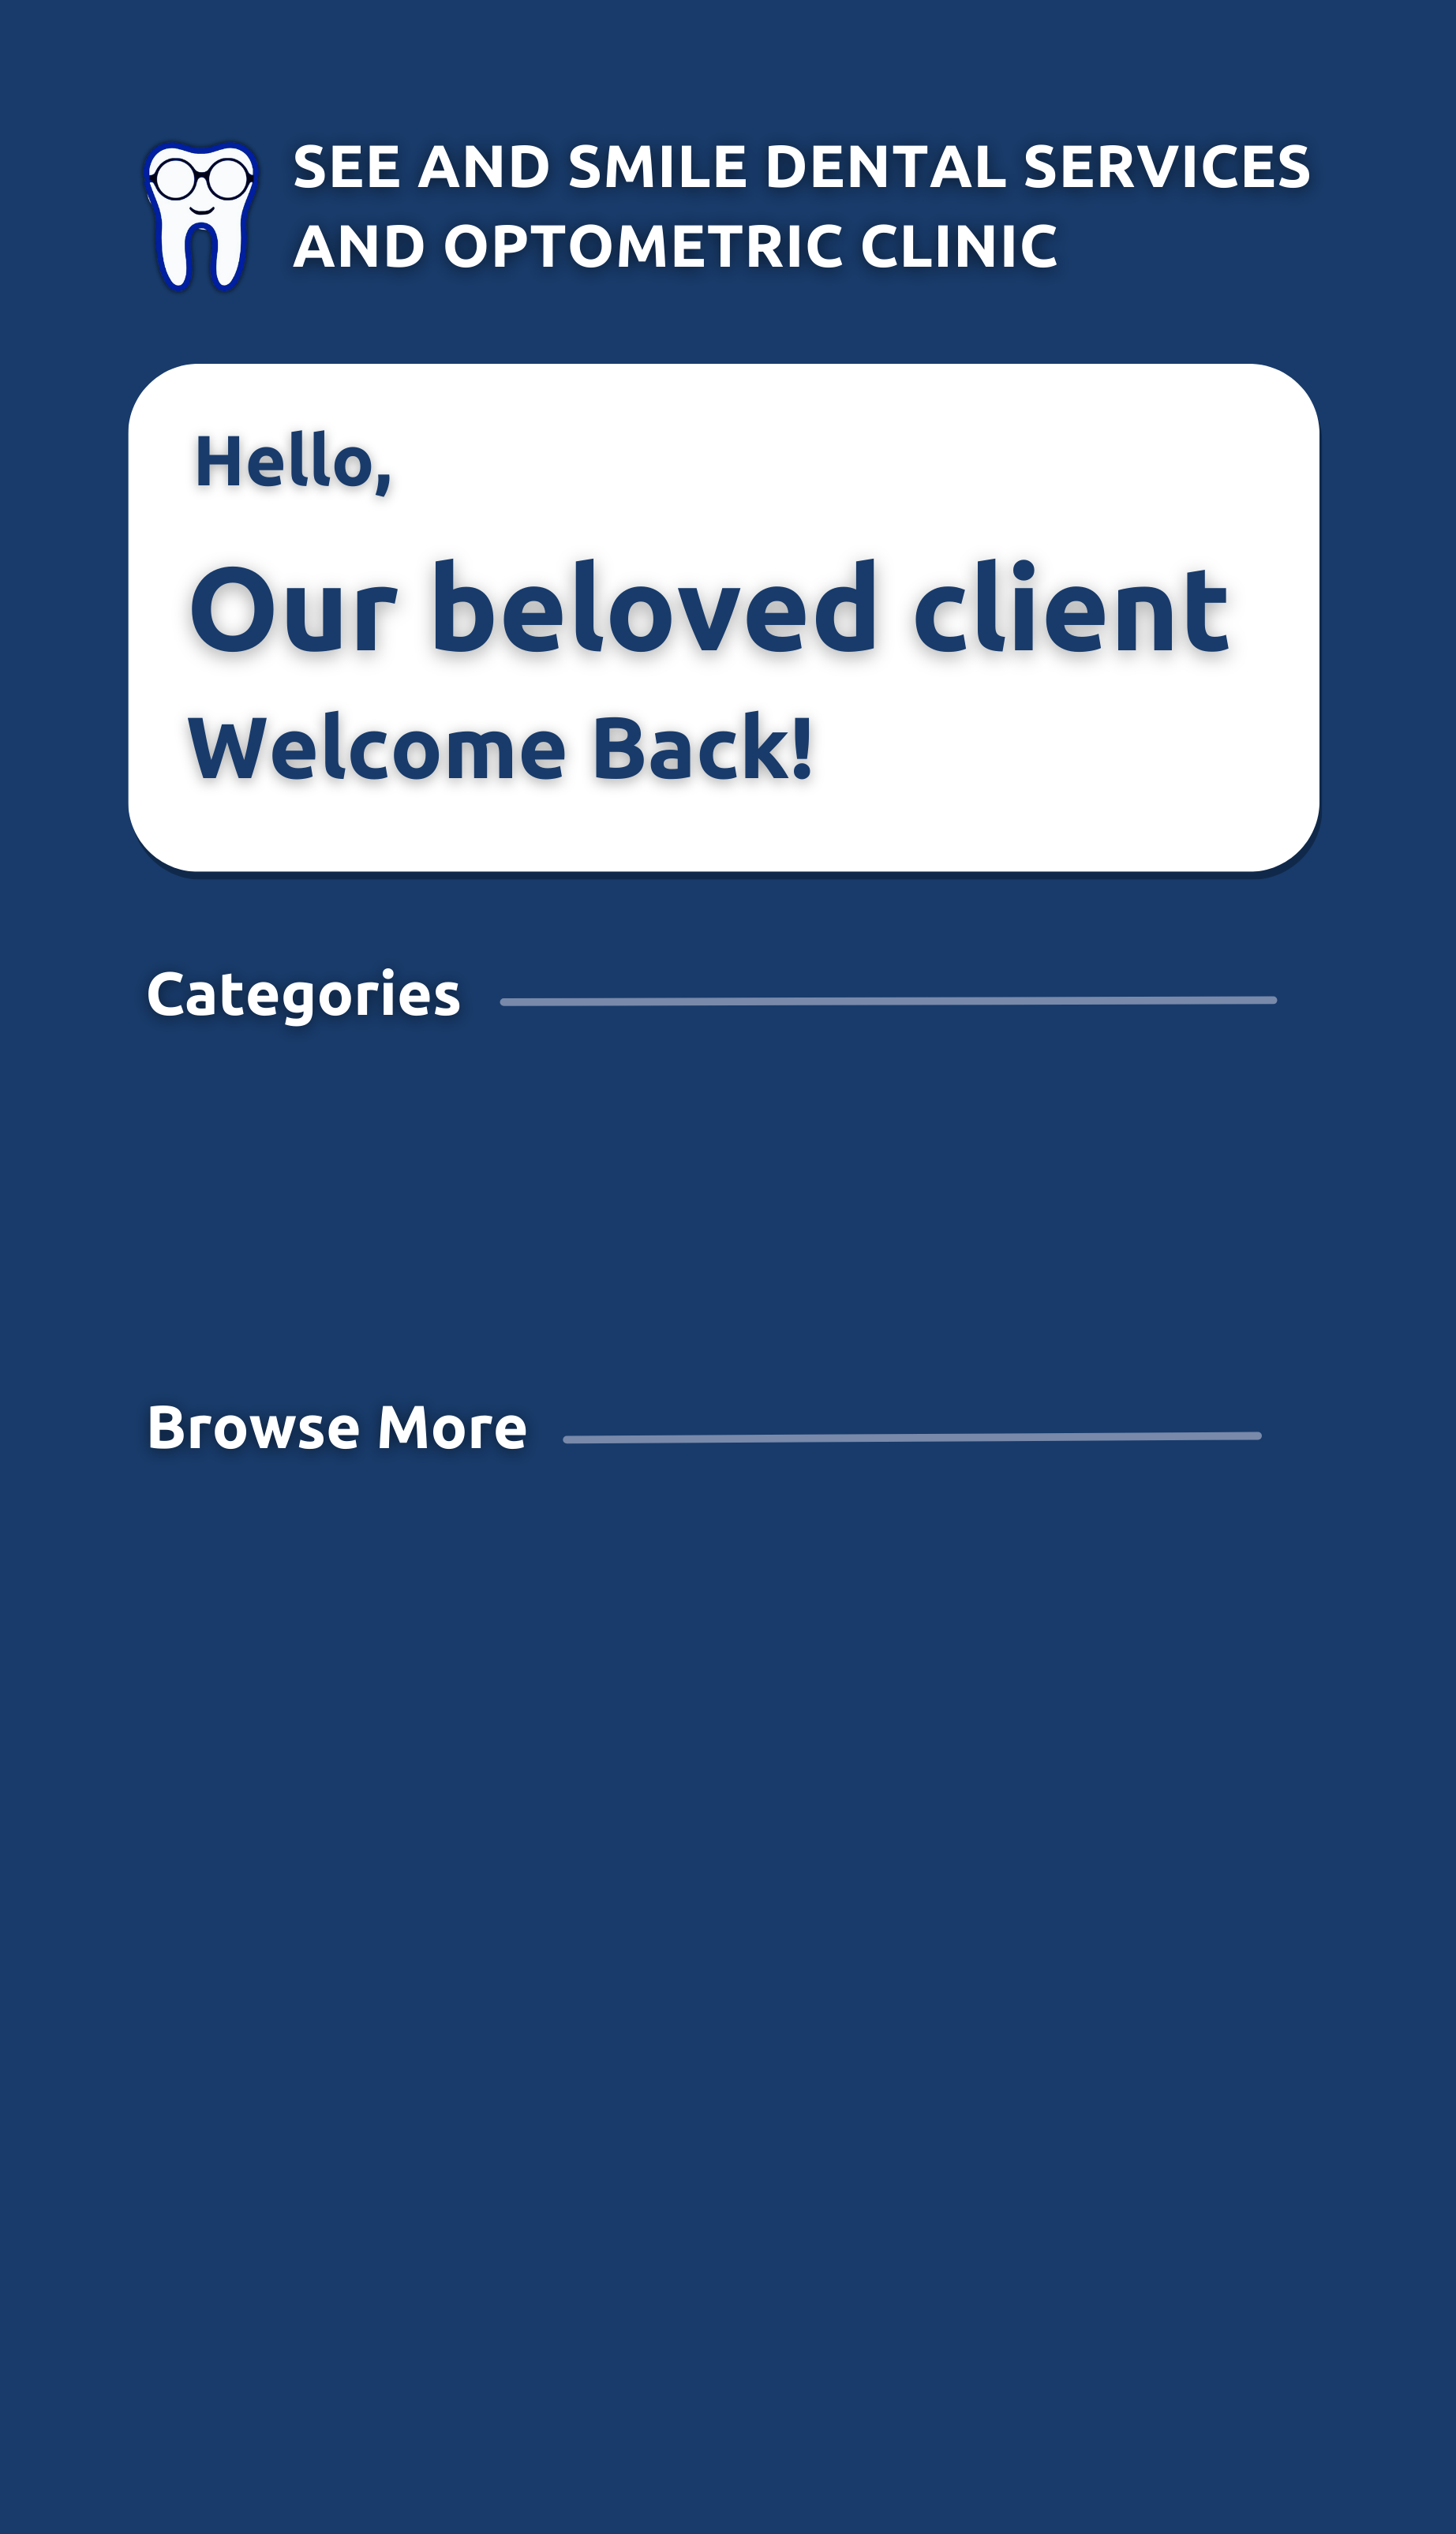 SEE AND SMILE DENTAL SERVICES
AND OPTOMETRIC CLINIC
Hello,
Our beloved client
Welcome Back!
Categories
Browse More